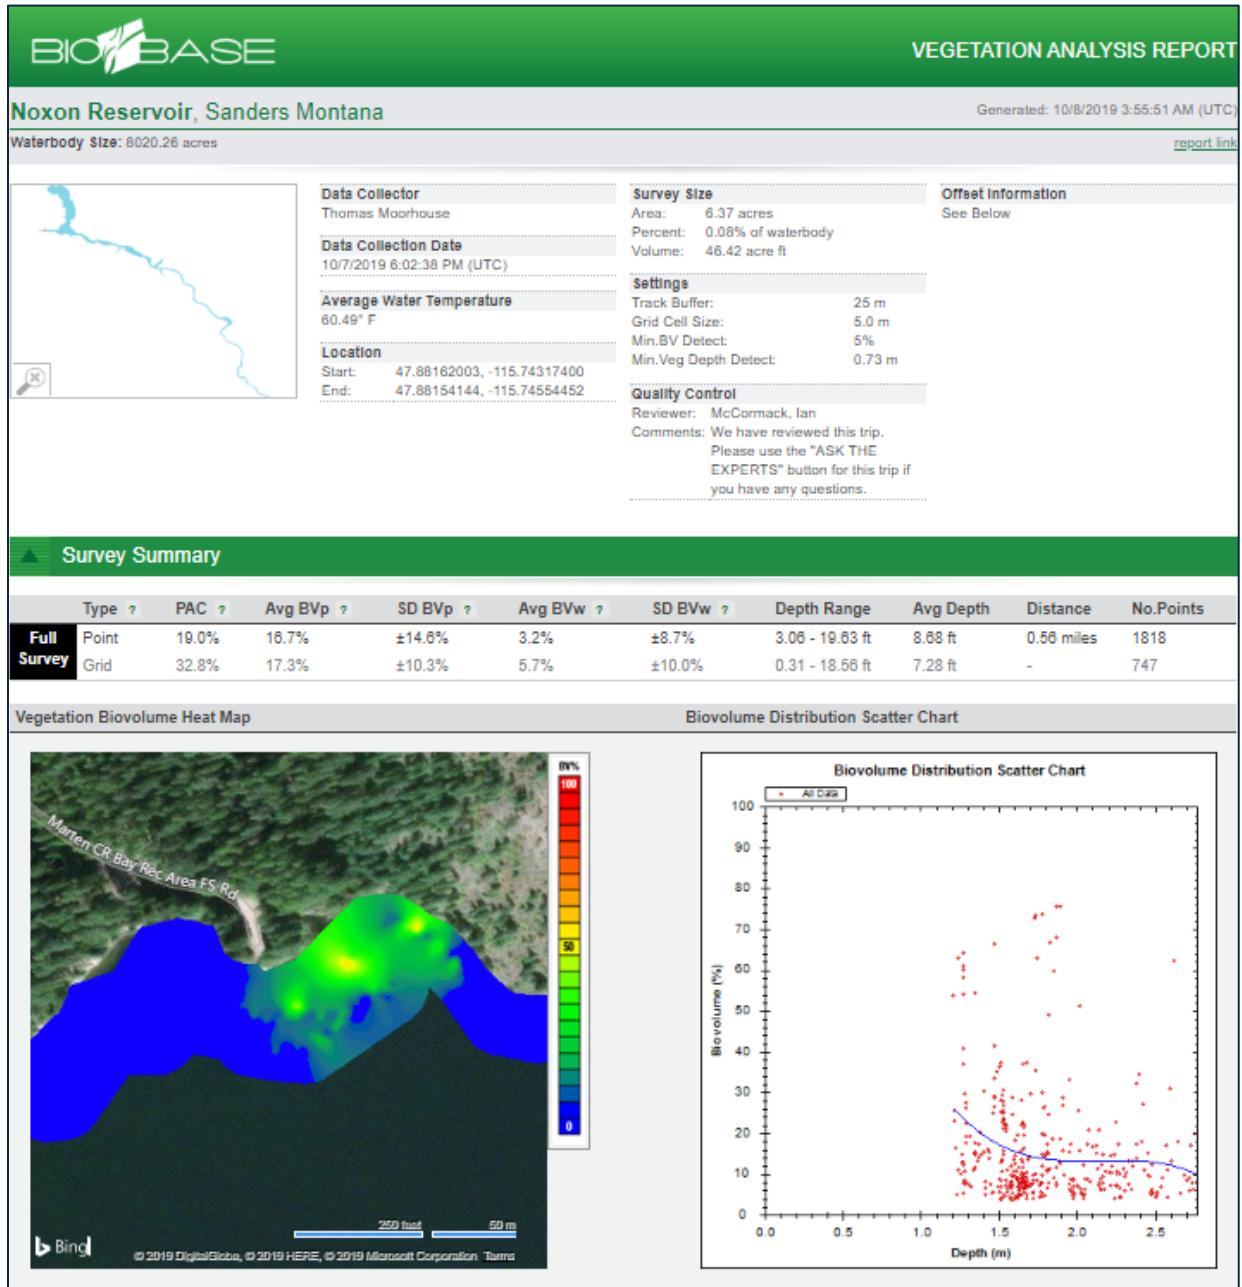 BIOBASE
VEGETATION ANALYSIS REPORT
Noxon Reservoir, Sanders Montana
Generated: 10/8/2019 3:55:51 AM (UTC)
Waterbody Size: 8020.26 acres
report link
Data Collector
Thomas Moorhouse
Data Collection Date
10/7/2019 6:02:38 PM (UTC)
Average Water Temperature
60.49° F
Location
Start: 47.88162003, -115.74317400
End: 47.88154144, -115.74554452
Survey Size
Area: 6.37 acres
Percent: 0.08% of waterbody
Volume: 46.42 acre ft
Settings
Track Buffer: 25 m
Grid Cell Size: 5.0 m
Min.BV Detect: 5%
Min.Veg Depth Detect: 0.73 m
Quality Control
Reviewer: McCormack, Ian
Comments: We have reviewed this trip.
Please use the "ASK THE
EXPERTS" button for this trip if
you have any questions.
Offset Information
See Below
Survey Summary
Type ? PAC ? Avg BVp ? SD BVp ? Avg BVw ? SD BVw ? Depth Range Avg Depth Distance No.Points
Full Survey
Point 19.0% 16.7% ±14.6% 3.2% ±8.7% 3.06 - 19.63 ft 8.68 ft 0.56 miles 1818
Grid 32.8% 17.3% ±10.3% 5.7% ±10.0% 0.31 - 18.56 ft 7.28 ft - 747
Vegetation Biovolume Heat Map
Biovolume Distribution Scatter Chart
Marten CR Bay Rec Area FS Rd
BV%
100
50
0
250 feet 50 m
Bing
© 2019 DigitalGlobe, © 2019 HERE, © 2019 Microsoft Corporation Terms
Biovolume Distribution Scatter Chart
All Data
Biovolume (%)
100
90
80
70
60
50
40
30
20
10
0
0.0 0.5 1.0 1.5 2.0 2.5
Depth (m)